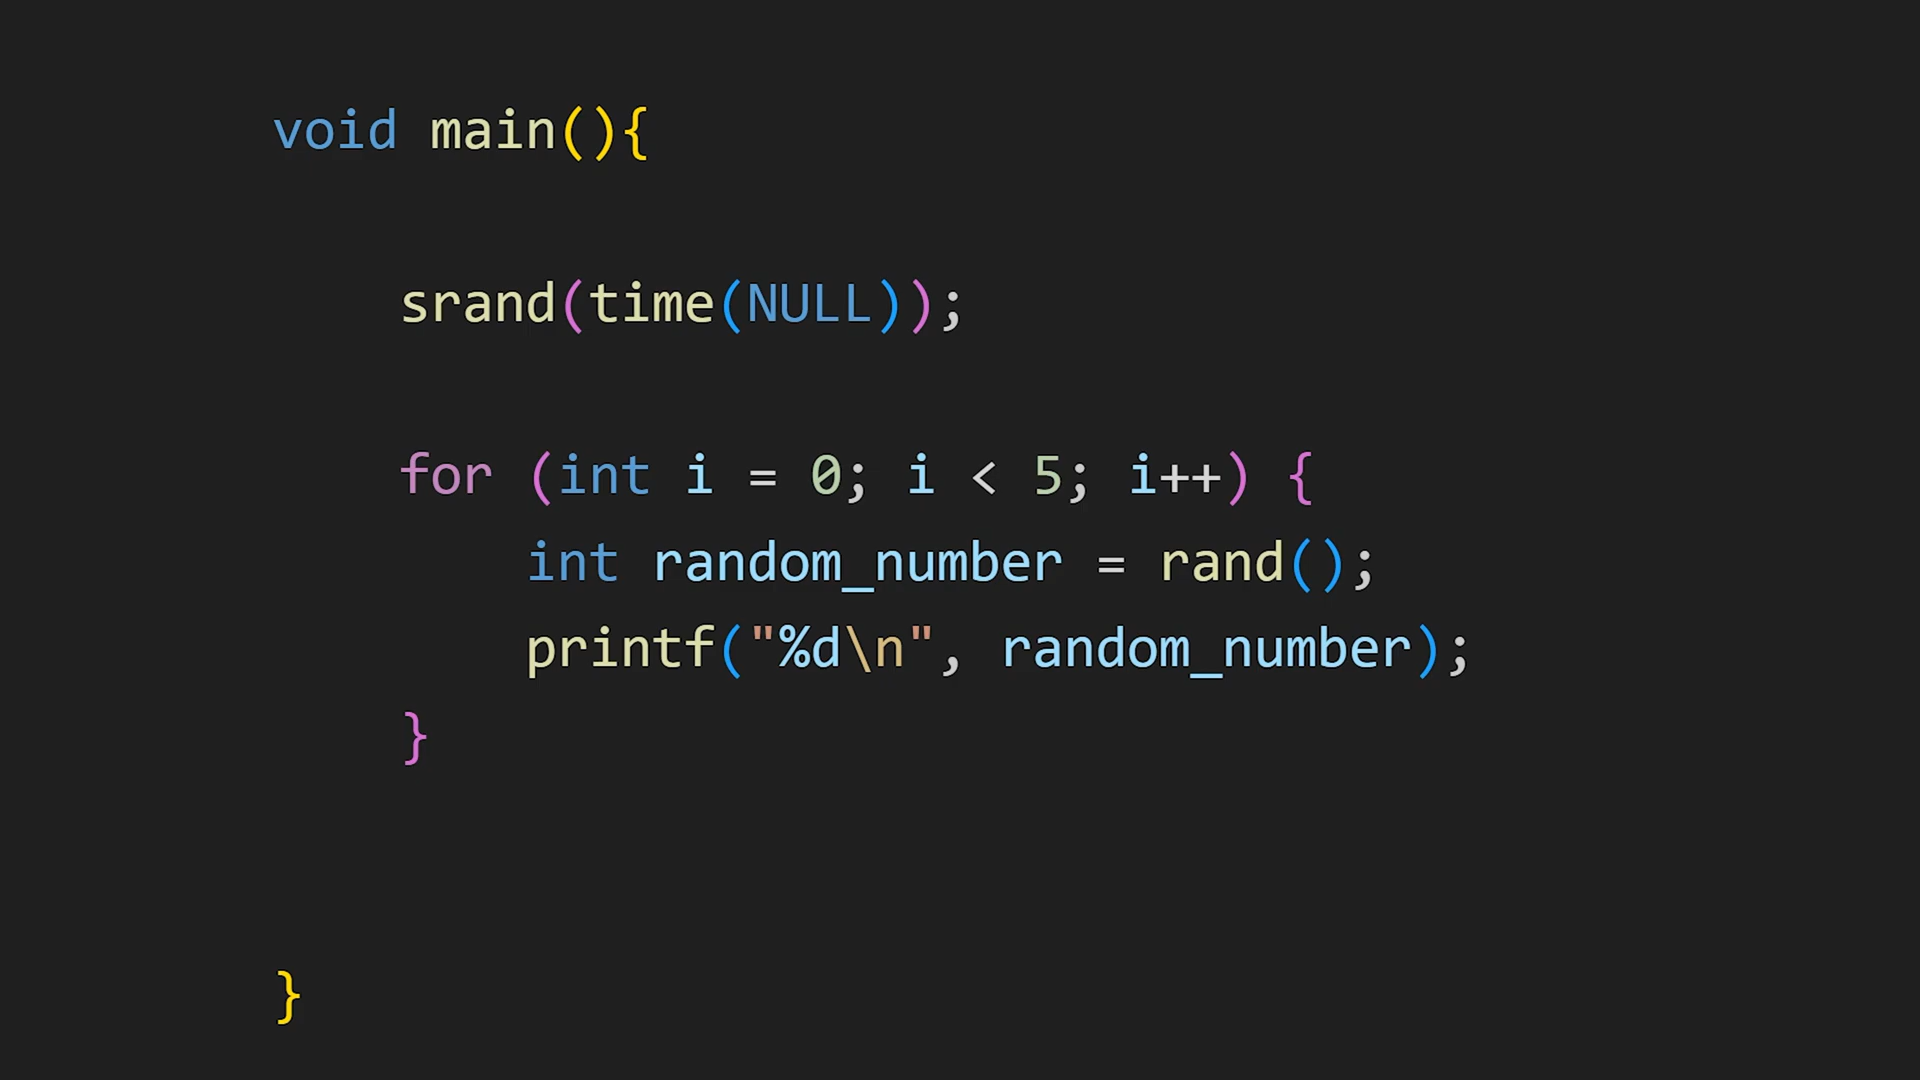 void main(){
srand(time(NULL));
for (int i = 0; i < 5; i++) {
int random_number = rand();
printf("%d\n", random_number);
}
}